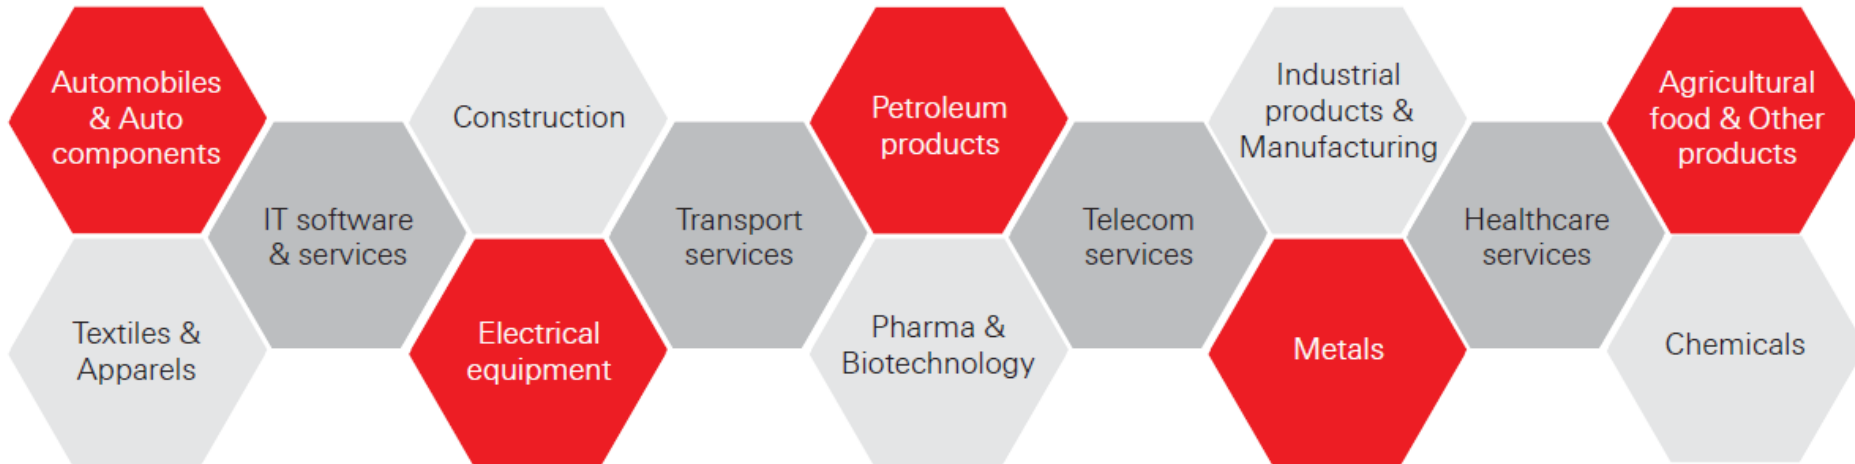 Automobiles
& Auto
components
Textiles &
Apparels
IT software
& services
Construction
Electrical
equipment
Transport
services
Petroleum
products
Pharma &
Biotechnology
Telecom
services
Industrial
products &
Manufacturing
Metals
Healthcare
services
Agricultural
food & Other
products
Chemicals